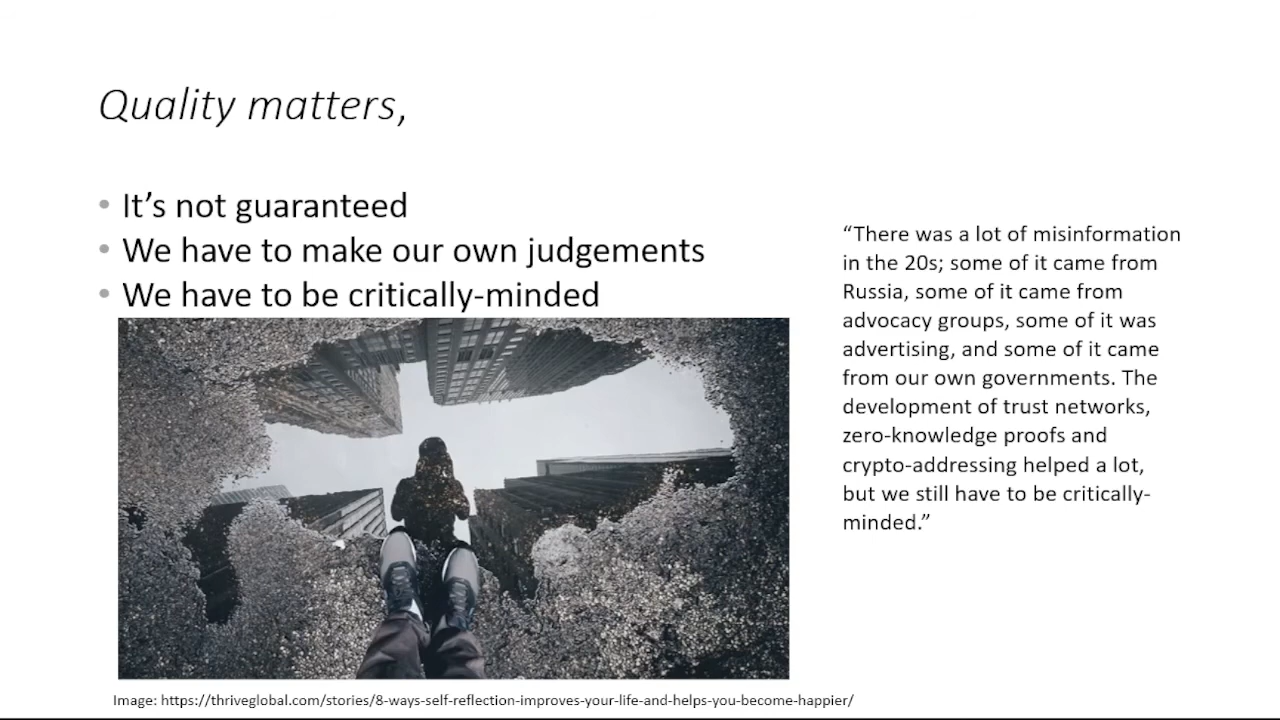 Quality matters,
• It’s not guaranteed
• We have to make our own judgements
• We have to be critically-minded
“There was a lot of misinformation
in the 20s; some of it came from
Russia, some of it came from
advocacy groups, some of it was
advertising, and some of it came
from our own governments. The
development of trust networks,
zero-knowledge proofs and
crypto-addressing helped a lot,
but we still have to be critically-
minded.”
Image: https://thriveglobal.com/stories/8-ways-self-reflection-improves-your-life-and-helps-you-become-happier/